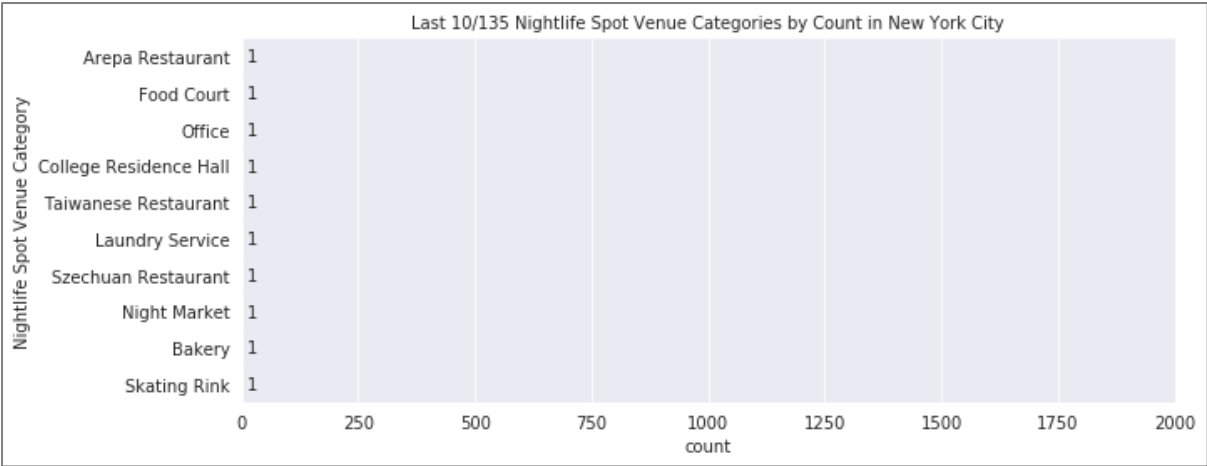 Last 10/135 Nightlife Spot Venue Categories by Count in New York City
Nightlife Spot Venue Category
Arepa Restaurant 1
Food Court 1
Office 1
College Residence Hall 1
Taiwanese Restaurant 1
Laundry Service 1
Szechuan Restaurant 1
Night Market 1
Bakery 1
Skating Rink 1
0 250 500 750 1000 1250 1500 1750 2000
count